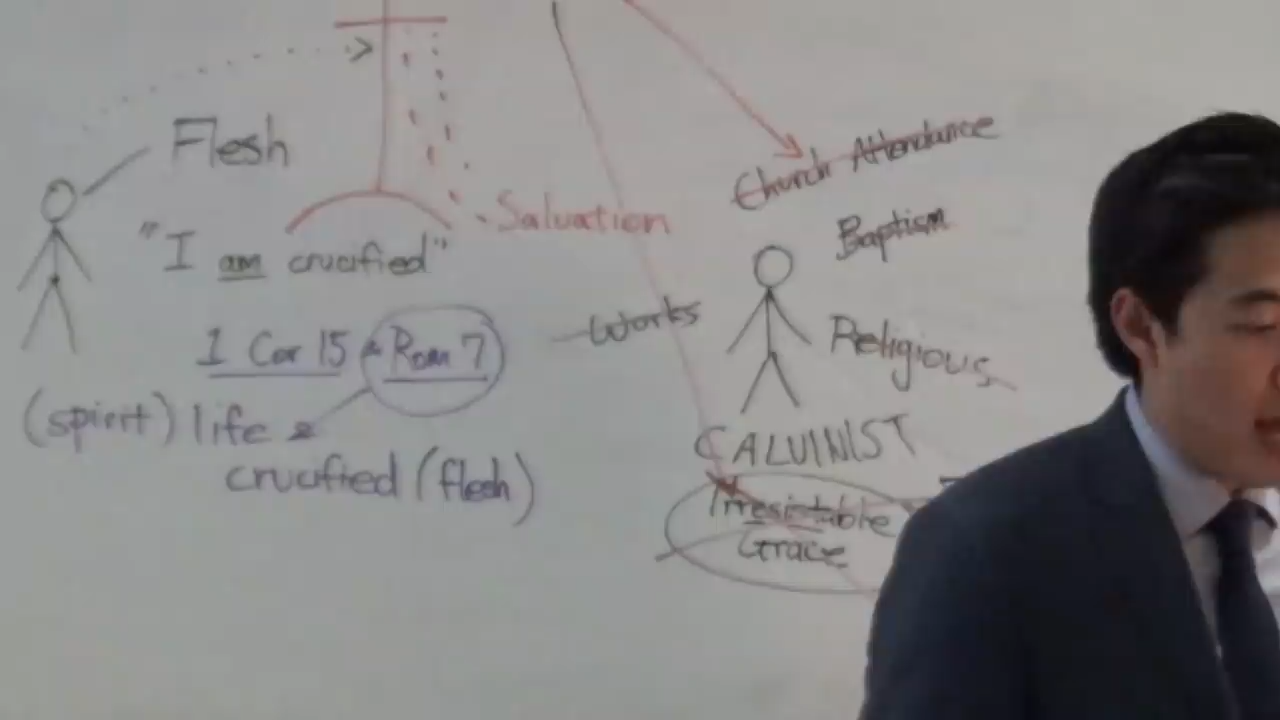 Flesh
"I am crucified"
1 Cor 15 & Rom 7
(spirit) life &
crucified (flesh)
Salvation
Church Attendance
Baptism
Works
Religious
CALVINIST
Irresistible
Grace